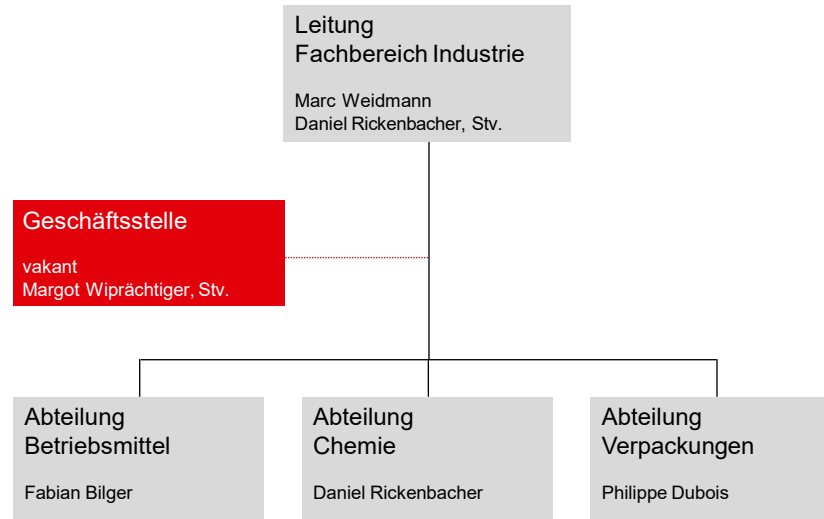 Leitung
Fachbereich Industrie
Marc Weidmann
Daniel Rickenbacher, Stv.
Geschäftsstelle
vakant
Margot Wiprächtiger, Stv.
Abteilung
Betriebsmittel
Fabian Bilger
Abteilung
Chemie
Daniel Rickenbacher
Abteilung
Verpackungen
Philippe Dubois